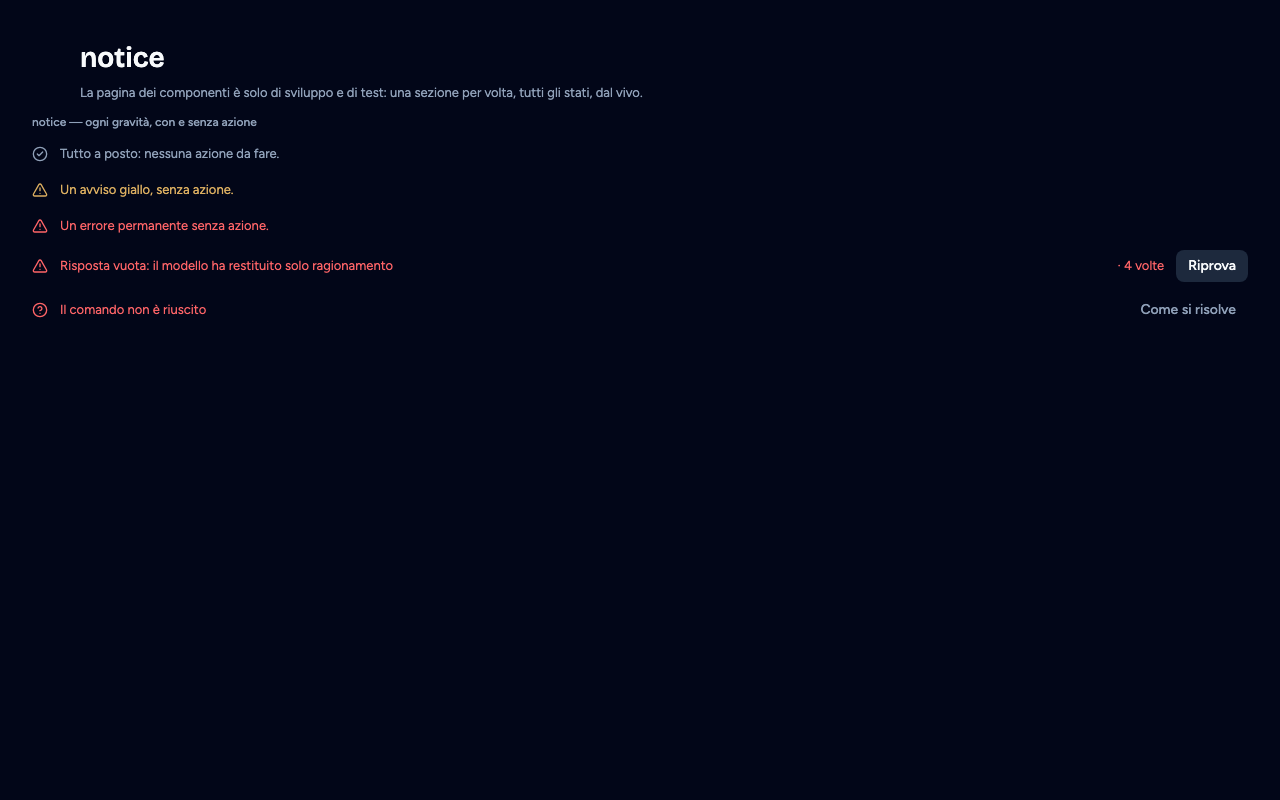 notice
La pagina dei componenti è solo di sviluppo e di test: una sezione per volta, tutti gli stati, dal vivo.
notice — ogni gravità, con e senza azione
Tutto a posto: nessuna azione da fare.
Un avviso giallo, senza azione.
Un errore permanente senza azione.
Risposta vuota: il modello ha restituito solo ragionamento · 4 volte Riprova
Il comando non è riuscito Come si risolve